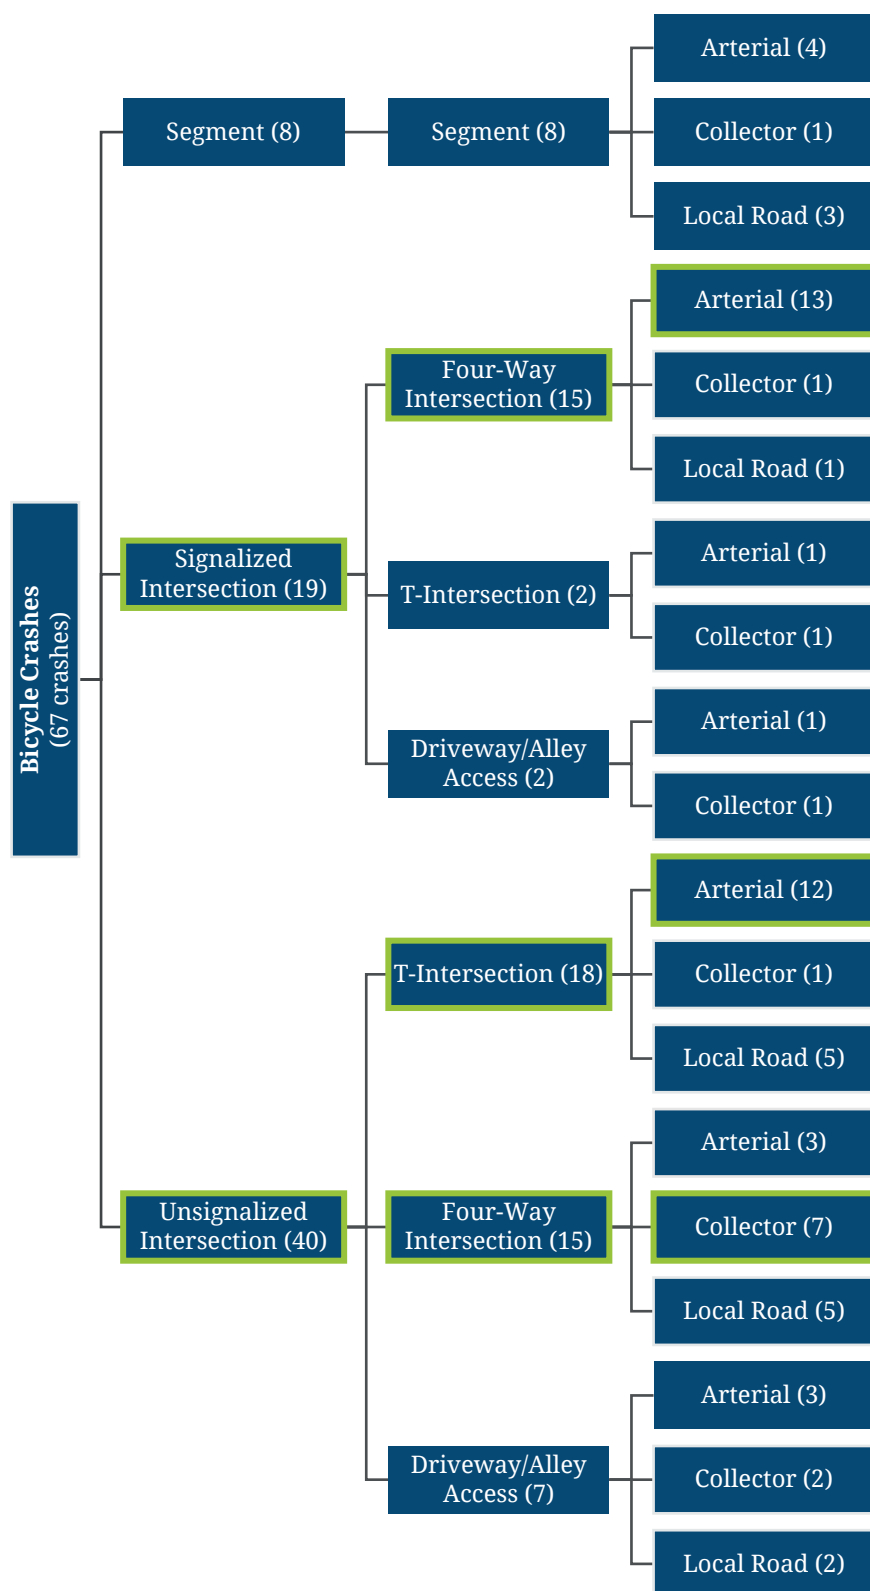 Bicycle Crashes
(67 crashes)
Segment (8)
Segment (8)
Arterial (4)
Collector (1)
Local Road (3)
Signalized
Intersection (19)
Four-Way
Intersection (15)
Arterial (13)
Collector (1)
Local Road (1)
T-Intersection (2)
Arterial (1)
Collector (1)
Driveway/Alley
Access (2)
Arterial (1)
Collector (1)
Unsignalized
Intersection (40)
T-Intersection (18)
Arterial (12)
Collector (1)
Local Road (5)
Four-Way
Intersection (15)
Arterial (3)
Collector (7)
Local Road (5)
Driveway/Alley
Access (7)
Arterial (3)
Collector (2)
Local Road (2)